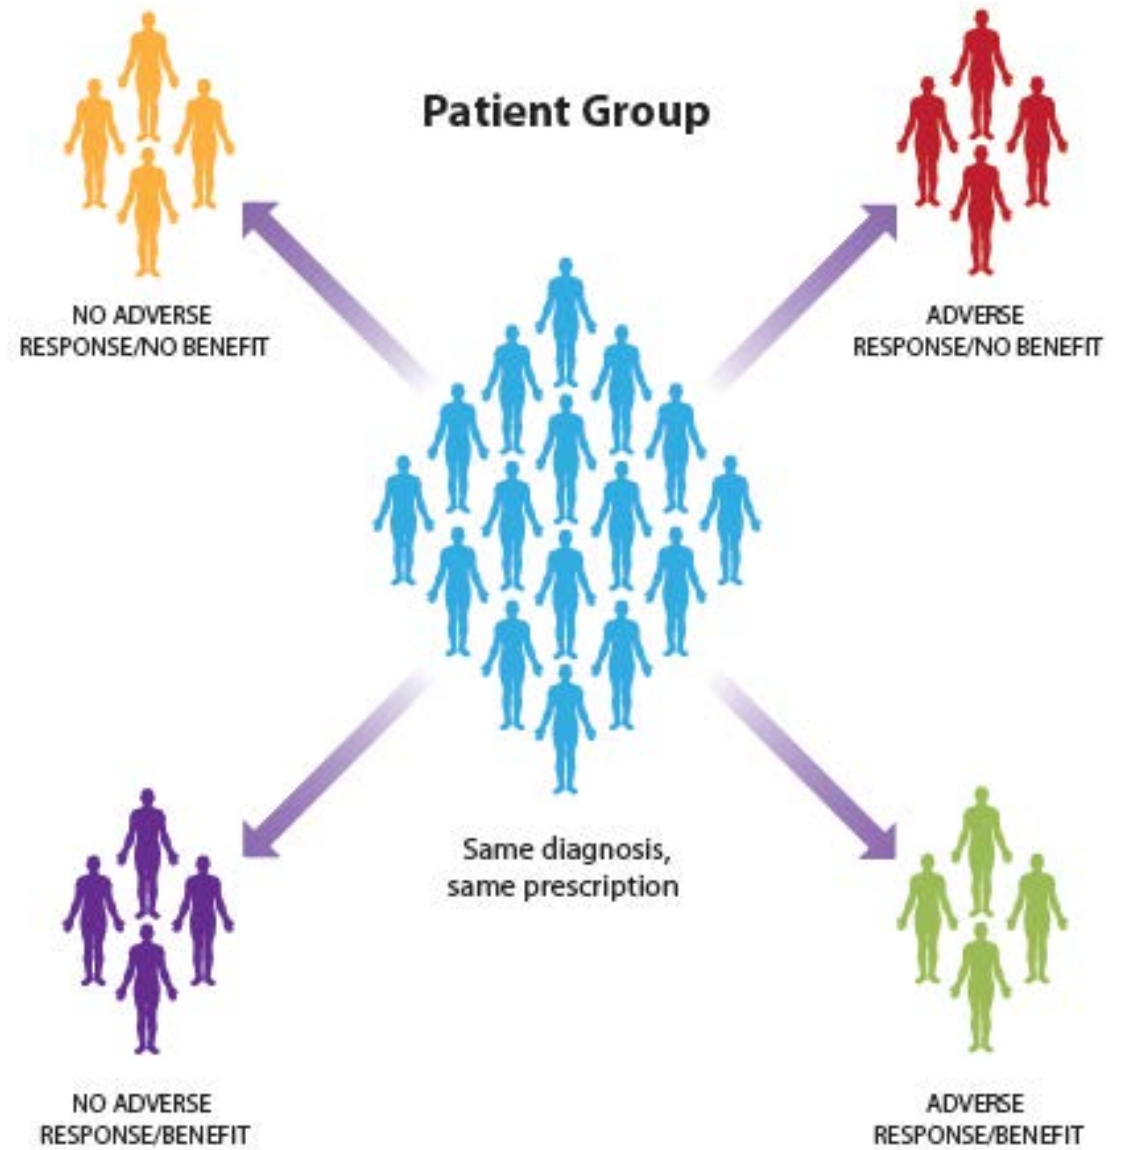 Patient Group
NO ADVERSE
RESPONSE/NO BENEFIT
ADVERSE
RESPONSE/NO BENEFIT
Same diagnosis,
same prescription
NO ADVERSE
RESPONSE/BENEFIT
ADVERSE
RESPONSE/BENEFIT